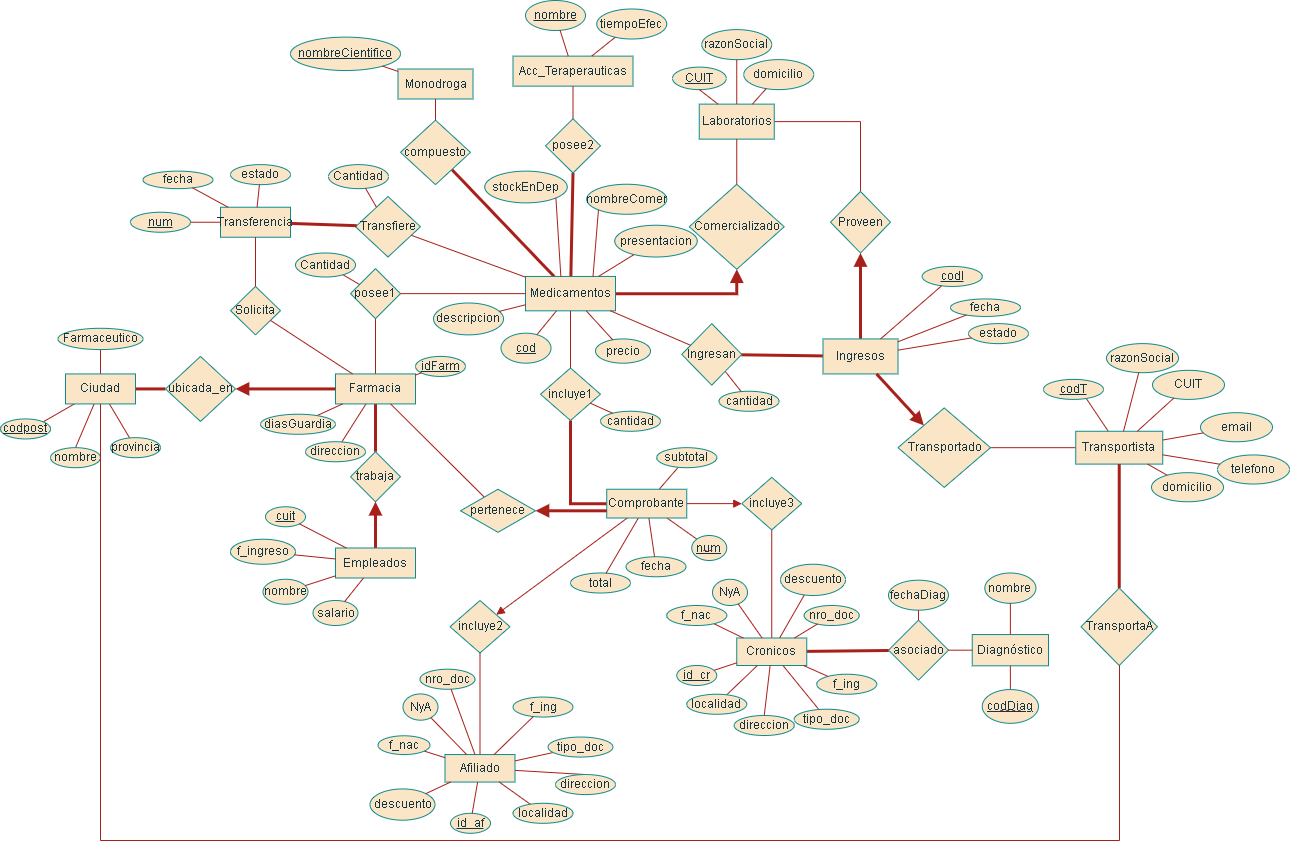 nombre
tiempoEfec
nombreCientifico
razonSocial
Acc_Teraperauticas
Monodroga
CUIT
domicilio
Laboratorios
compuesto
posee2
fecha
estado
Cantidad
stockEnDep
nombreComer
num
Transferencia
Transfiere
Comercializado
Proveen
presentacion
Cantidad
posee1
Medicamentos
codI
Solicita
descripcion
fecha
estado
Farmaceutico
cod
precio
Ingresan
Ingresos
idFarm
razonSocial
Ciudad
ubicada_en
Farmacia
codT
CUIT
incluye1
cantidad
diasGuardia
cantidad
codpost
email
nombre
provincia
direccion
Transportado
Transportista
subtotal
telefono
trabaja
domicilio
pertenece
Comprobante
incluye3
cuit
f_ingreso
num
Empleados
fecha
total
descuento
nombre
nombre
NyA
fechaDiag
salario
f_nac
nro_doc
incluye2
TransportaA
Cronicos
asociado
Diagnóstico
id_cr
f_ing
nro_doc
localidad
codDiag
NyA
f_ing
direccion
tipo_doc
f_nac
tipo_doc
Afiliado
direccion
descuento
localidad
id_af